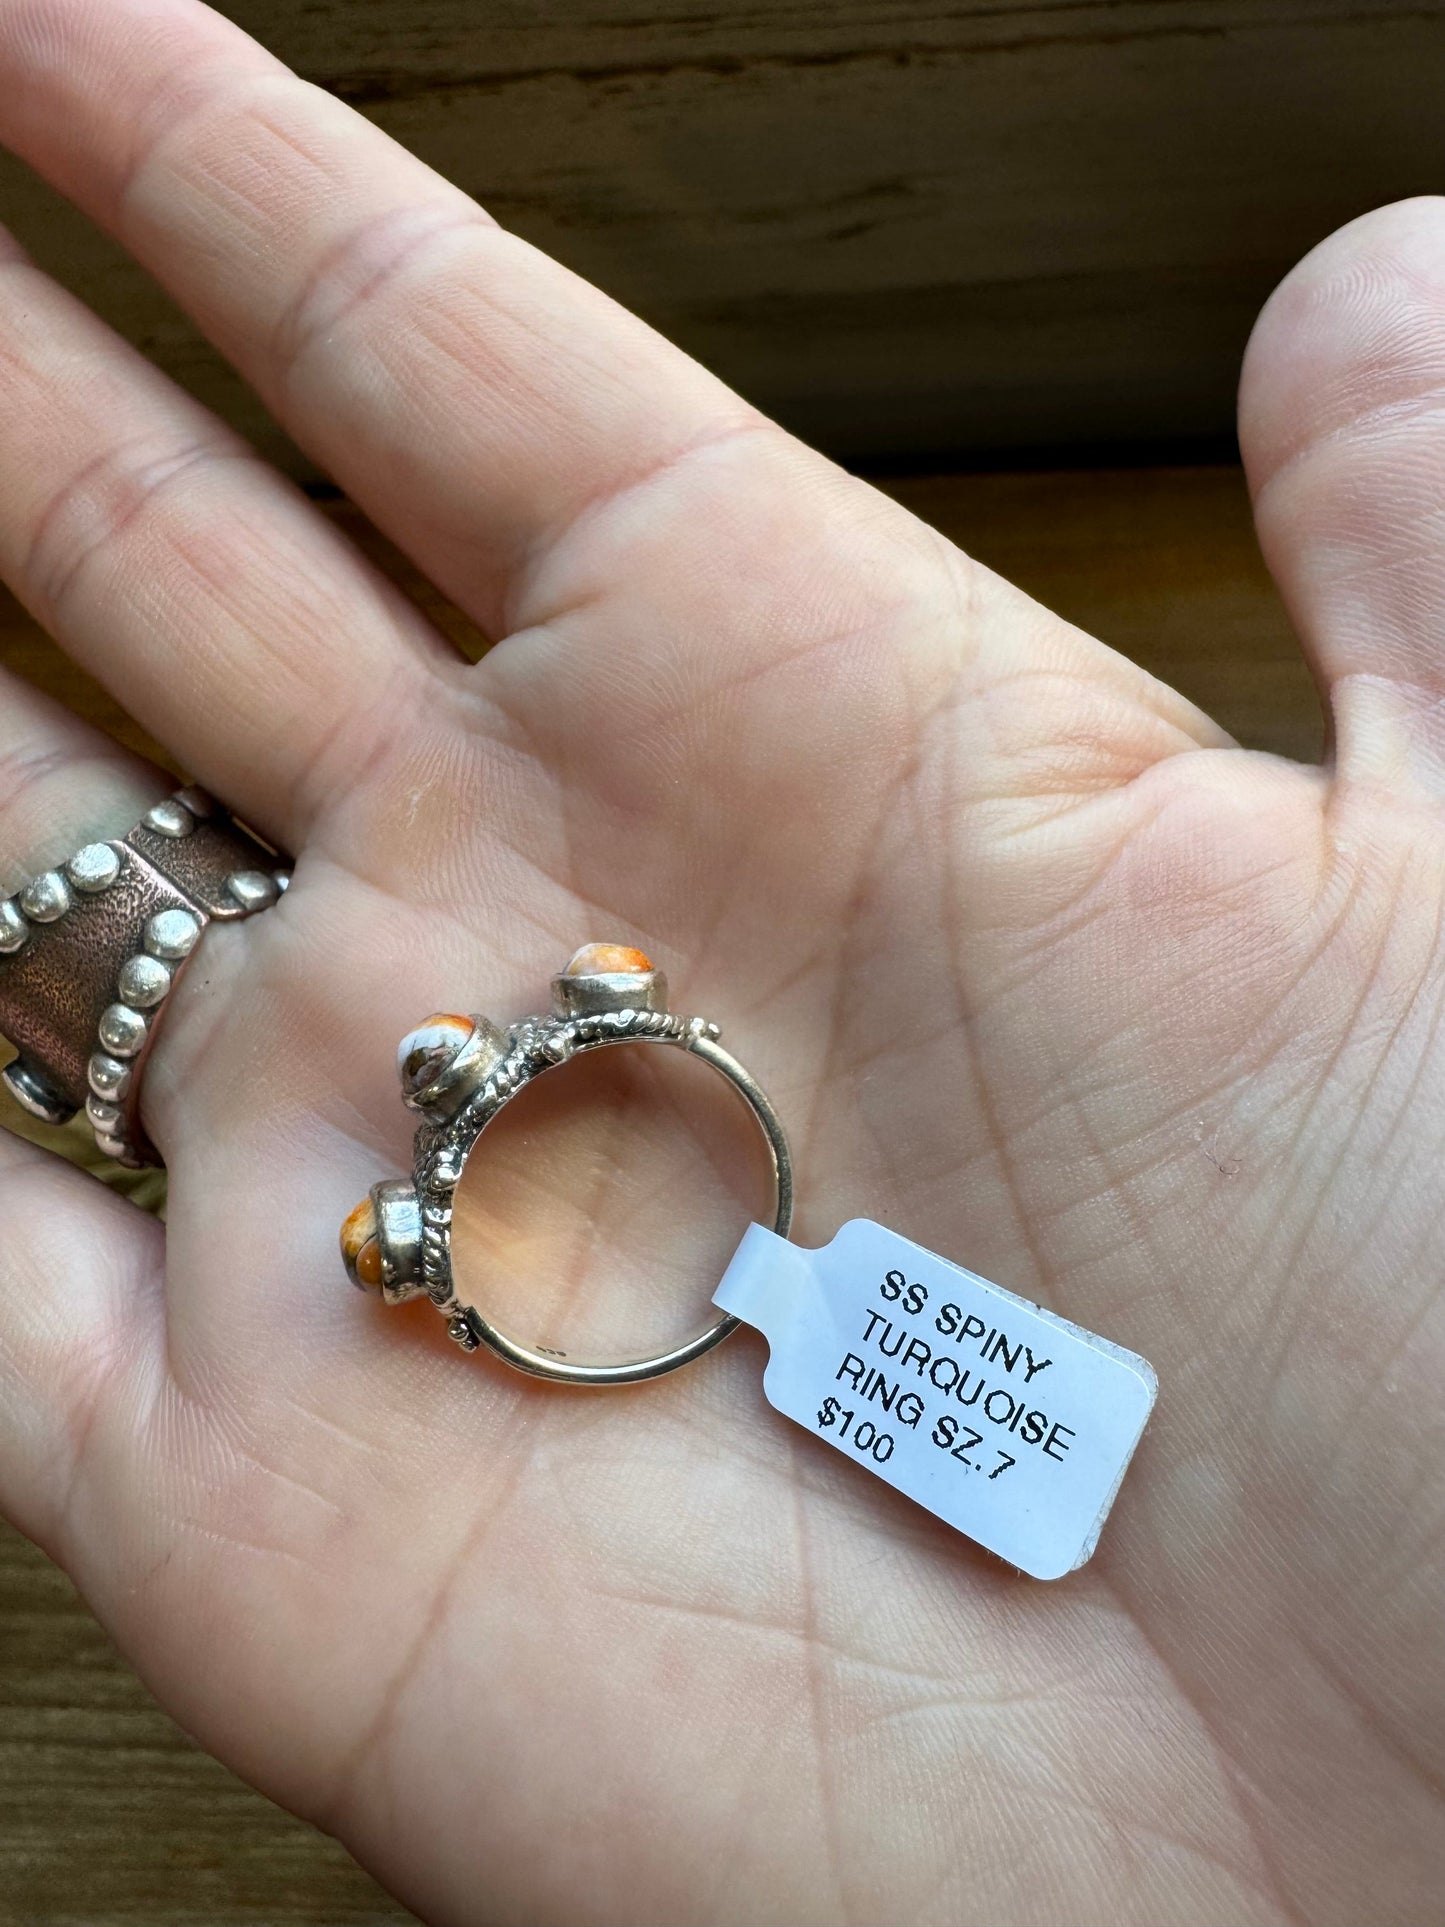 SS SPINY
TURQUOISE
RING SZ.7
$100